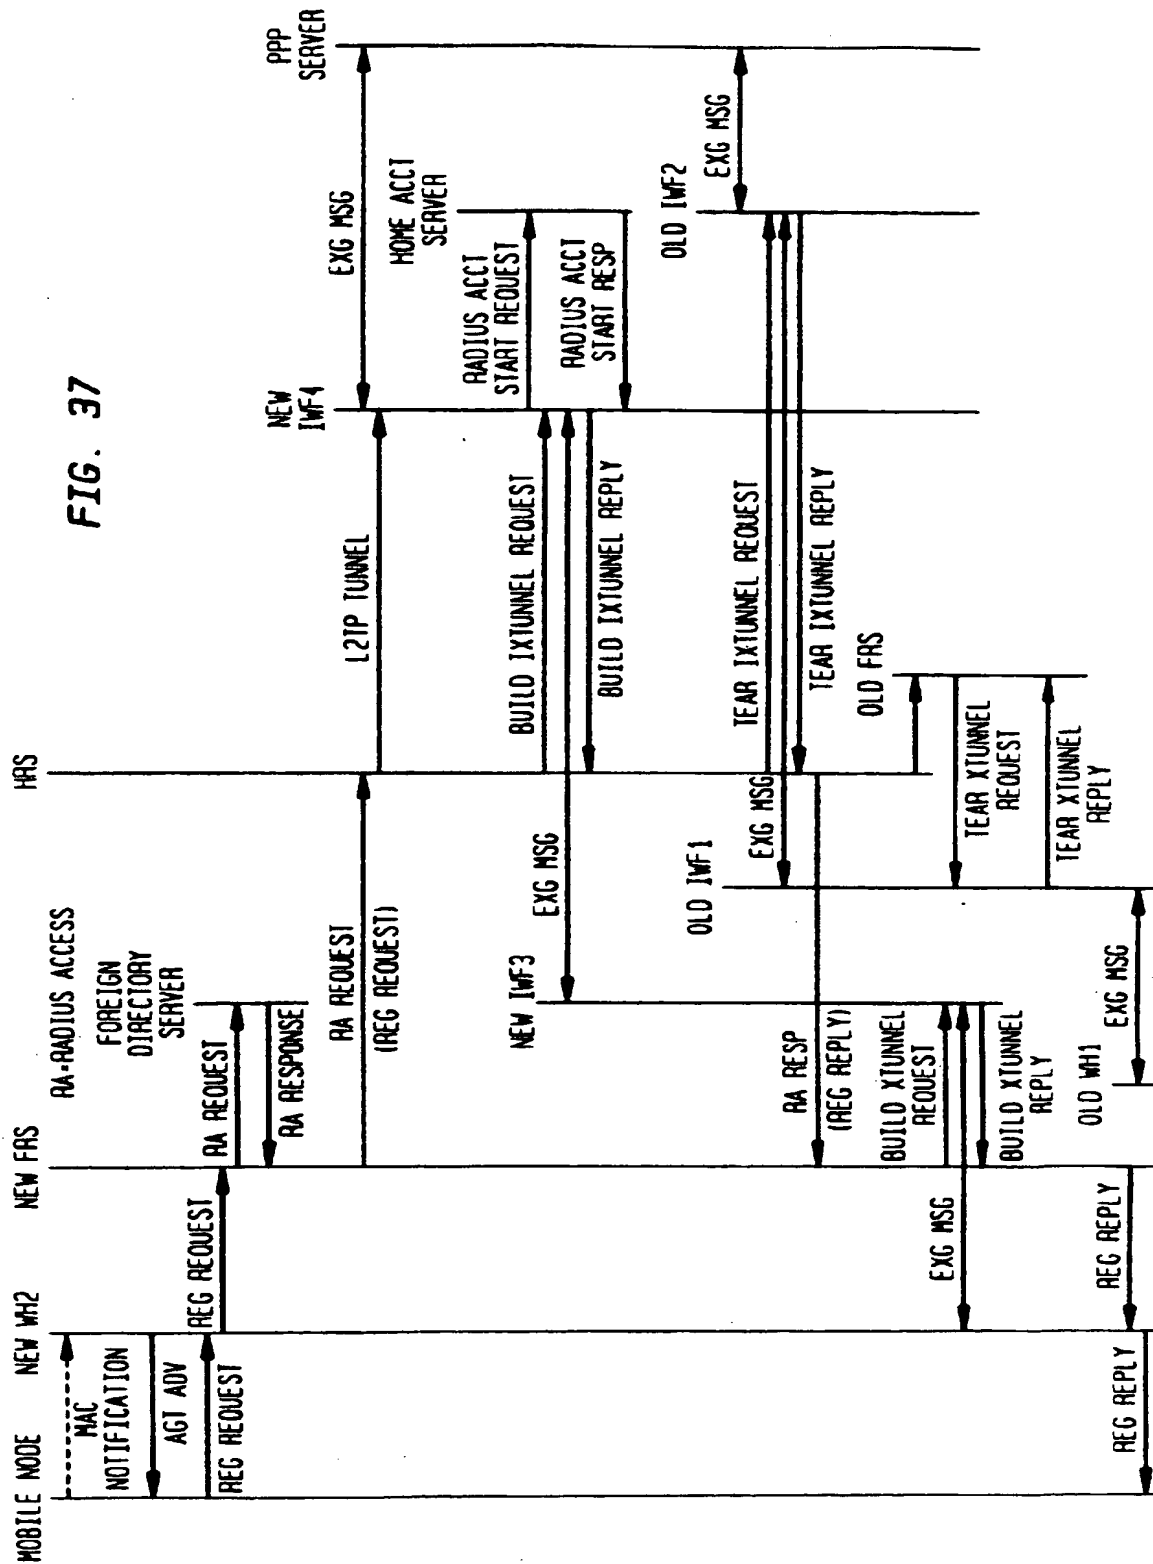 FIG. 37
RA=RADIUS ACCESS
MOBILE NODE
NEW WH2
NEW FRS
FOREIGN
DIRECTORY
SERVER
HAS
NEW
IWF4
HOME ACCT
SERVER
PPP
SERVER
MAC
NOTIFICATION
AGT ADV
REG REQUEST
REG REQUEST
RA REQUEST
RA RESPONSE
RA REQUEST
(REG REQUEST)
L2TP TUNNEL
EXG MSG
RADIUS ACCT
START REQUEST
BUILD IXTUNNEL REQUEST
NEW IWF3
EXG MSG
BUILD IXTUNNEL REPLY
RADIUS ACCT
START RESP
OLD IWF2
EXG MSG
TEAR IXTUNNEL REQUEST
OLD IWF1
EXG MSG
TEAR IXTUNNEL REPLY
RA RESP
(REG REPLY)
OLD FRS
BUILD XTUNNEL
REQUEST
EXG MSG
BUILD XTUNNEL
REPLY
TEAR XTUNNEL
REQUEST
TEAR XTUNNEL
REPLY
OLD WH1
EXG MSG
REG REPLY
REG REPLY